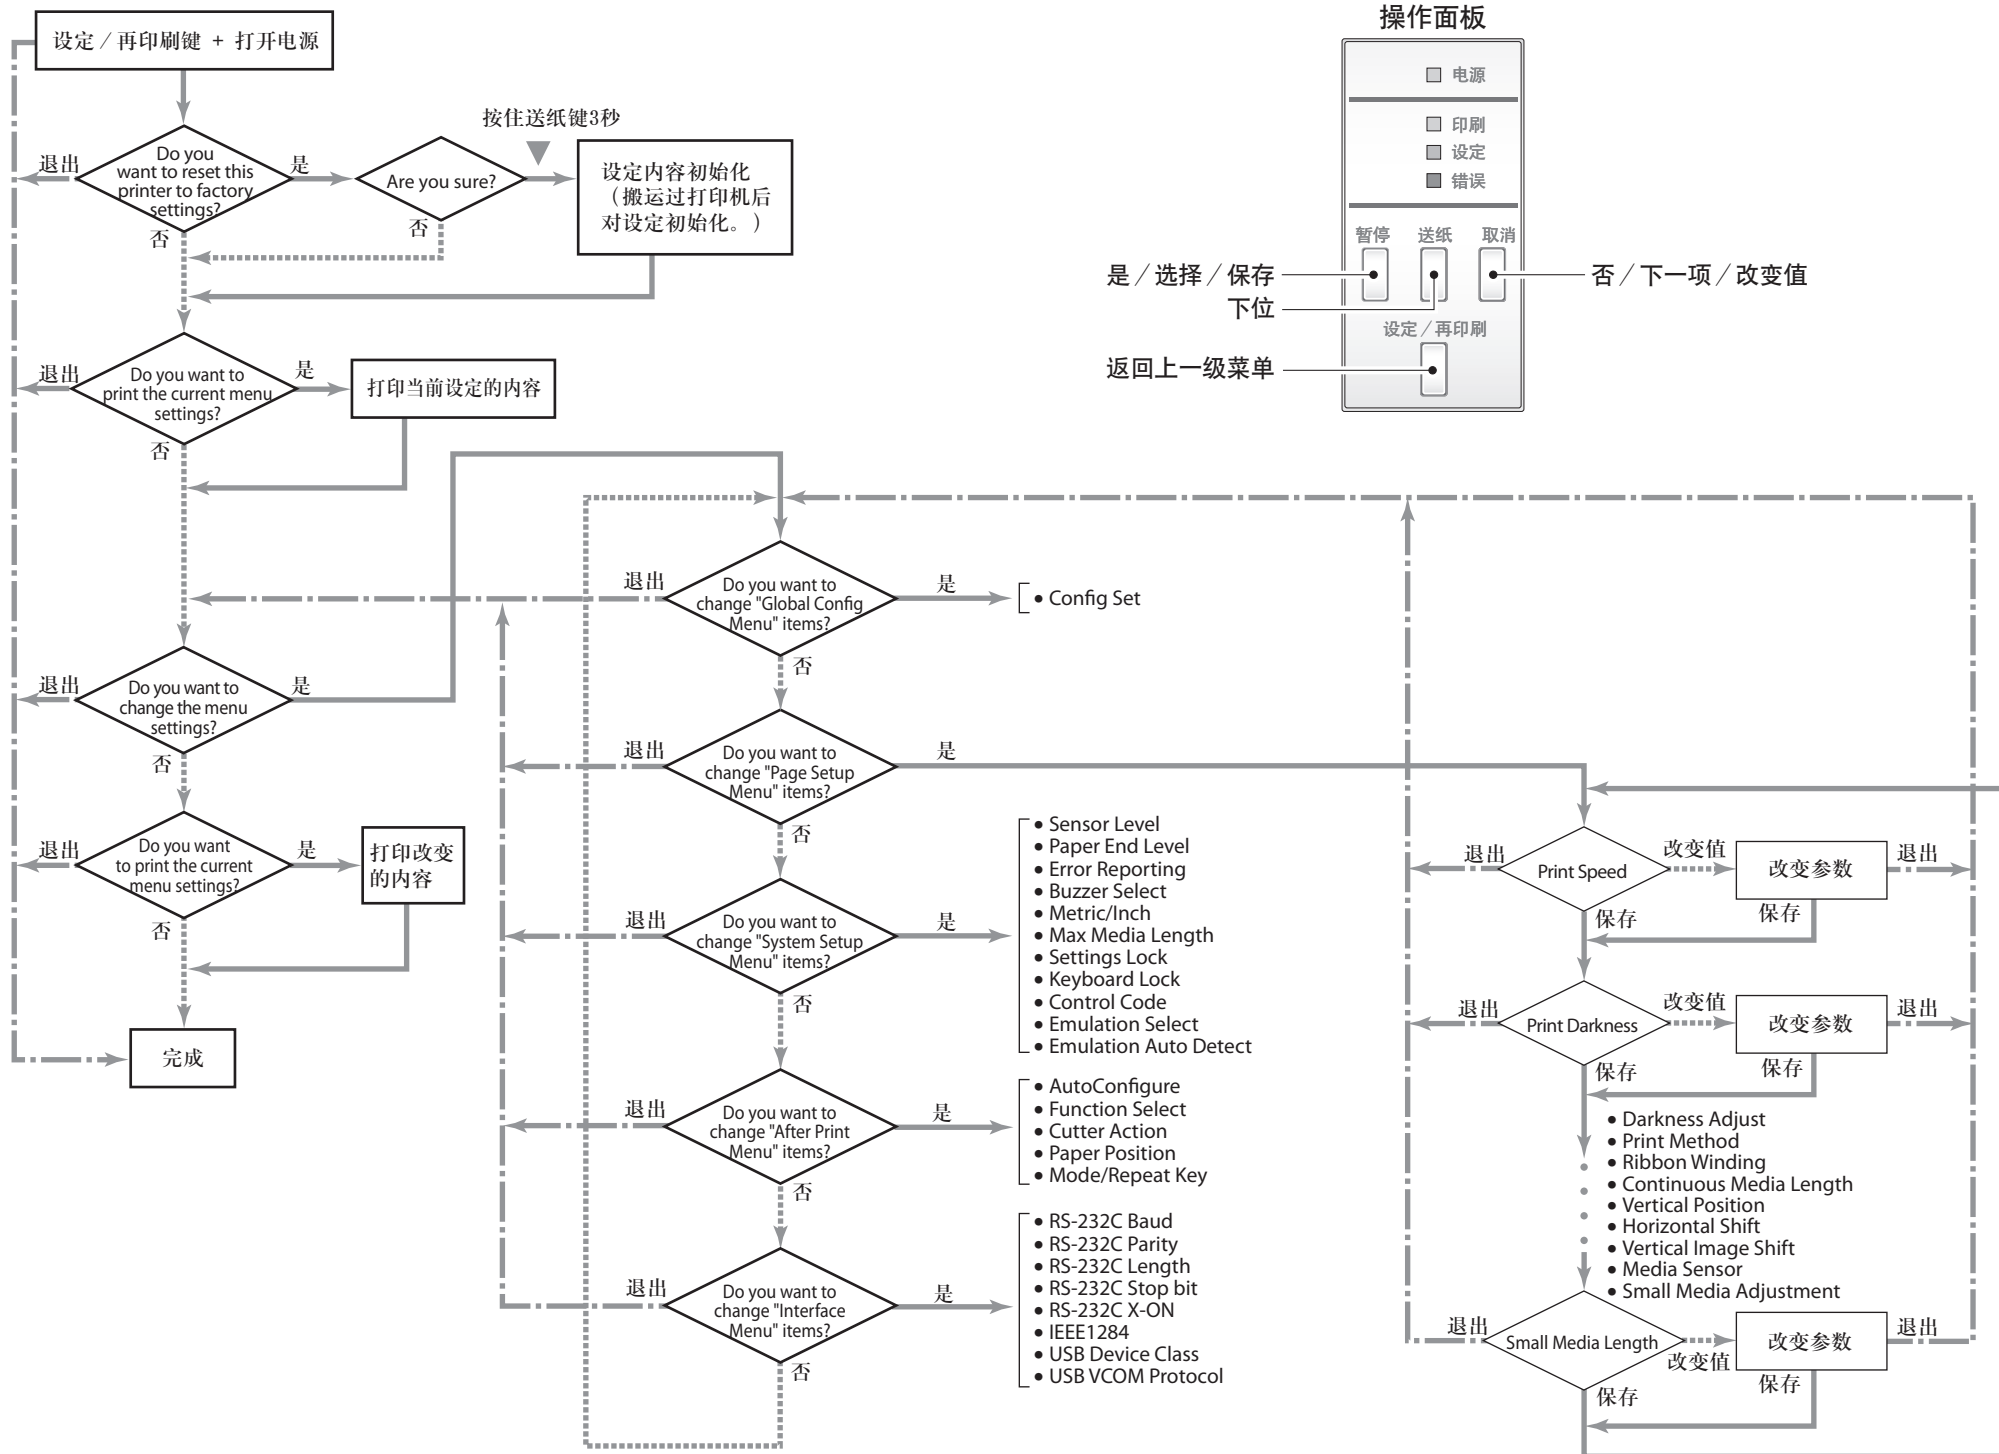 操作面板
设定／再印刷键 + 打开电源
电源
印刷
设定
错误
暂停
送纸
取消
是／选择／保存
下位
否／下一项／改变值
设定／再印刷
返回上一级菜单
退出
Do you
want to reset this
printer to factory
settings?
是
否
Are you sure?
否
按住送纸键3秒
设定内容初始化
（搬运过打印机后
对设定初始化。）
退出
Do you want to
print the current menu
settings?
是
否
打印当前设定的内容
退出
Do you want to
change the menu
settings?
是
否
退出
Do you want
to print the current
menu settings?
是
否
打印改变
的内容
完成
退出
Do you want to
change "Global Config
Menu" items?
是
否
• Config Set
退出
Do you want to
change "Page Setup
Menu" items?
是
否
退出
Do you want to
change "System Setup
Menu" items?
是
否
• Sensor Level
• Paper End Level
• Error Reporting
• Buzzer Select
• Metric/Inch
• Max Media Length
• Settings Lock
• Keyboard Lock
• Control Code
• Emulation Select
• Emulation Auto Detect
退出
Do you want to
change "After Print
Menu" items?
是
否
• AutoConfigure
• Function Select
• Cutter Action
• Paper Position
• Mode/Repeat Key
退出
Do you want to
change "Interface
Menu" items?
是
否
• RS-232C Baud
• RS-232C Parity
• RS-232C Length
• RS-232C Stop bit
• RS-232C X-ON
• IEEE1284
• USB Device Class
• USB VCOM Protocol
退出
Print Speed
改变值
改变参数
退出
保存
保存
退出
Print Darkness
改变值
改变参数
退出
保存
保存
• Darkness Adjust
• Print Method
• Ribbon Winding
• Continuous Media Length
• Vertical Position
• Horizontal Shift
• Vertical Image Shift
• Media Sensor
• Small Media Adjustment
退出
Small Media Length
改变值
改变参数
退出
保存
保存